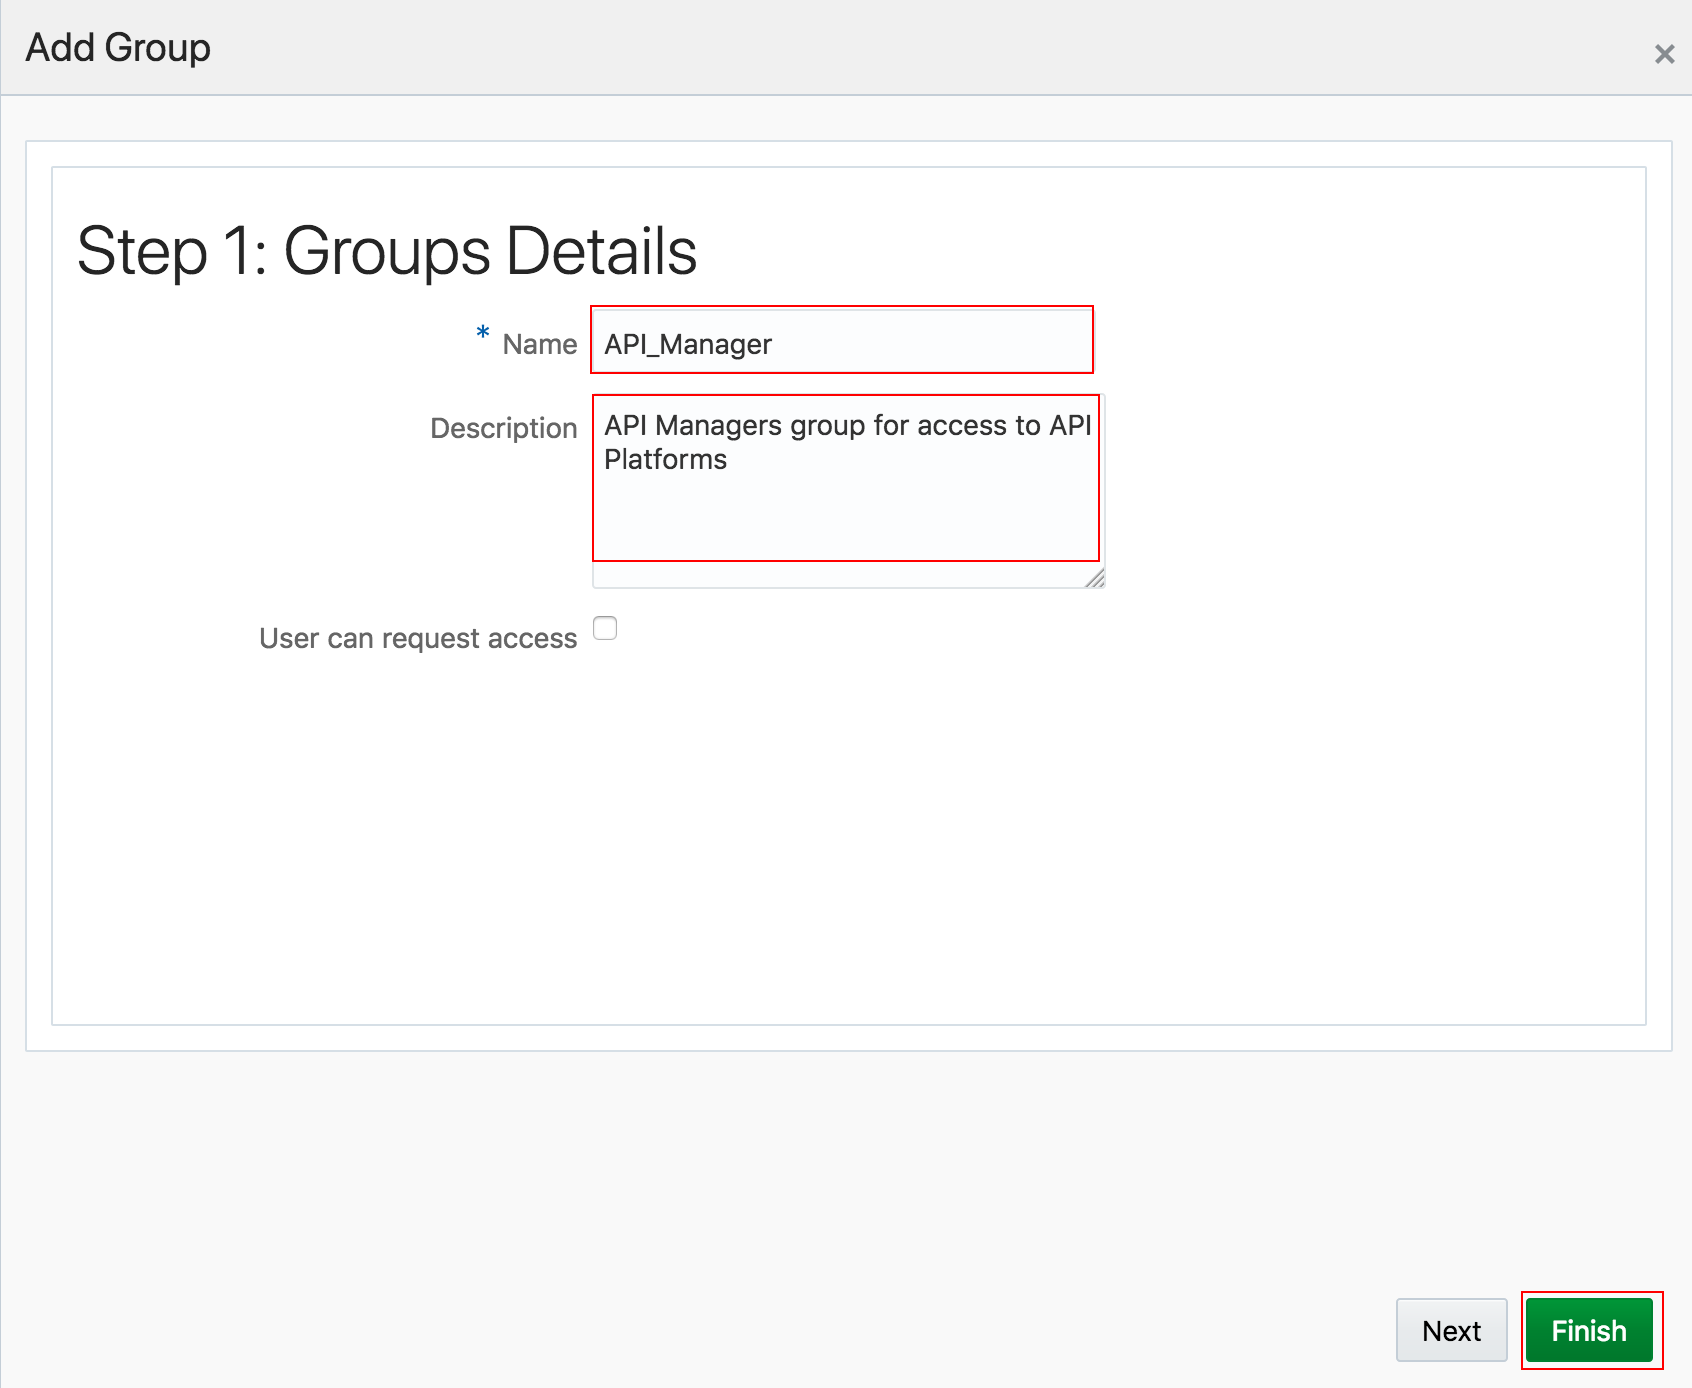 Add Group
×
Step 1: Groups Details
* Name
API_Manager
Description
API Managers group for access to API
Platforms
User can request access
Next
Finish